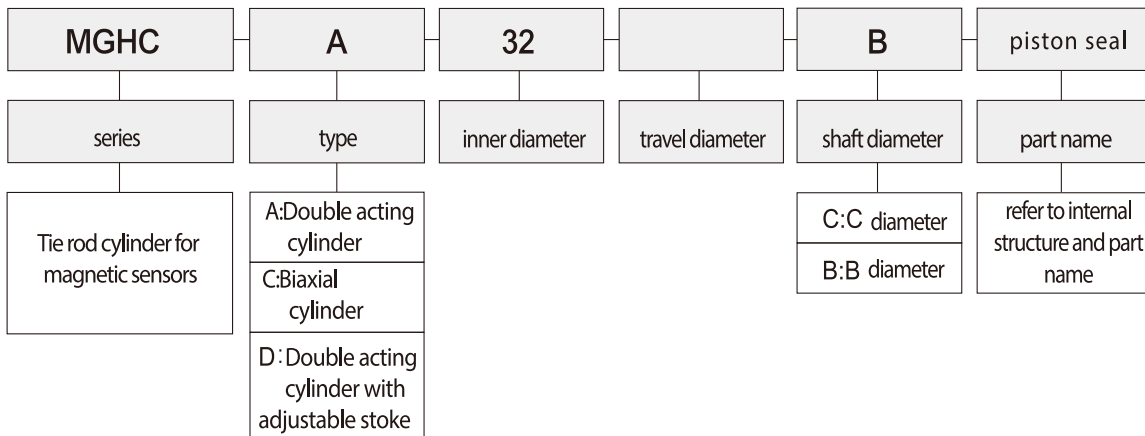 MGHC A 32 B piston seal
series type inner diameter travel diameter shaft diameter part name
Tie rod cylinder for
magnetic sensors
A:Double acting
cylinder
C:Biaxial
cylinder
D:Double acting
cylinder with
adjustable stoke
C:C diameter
B:B diameter
refer to internal
structure and part
name